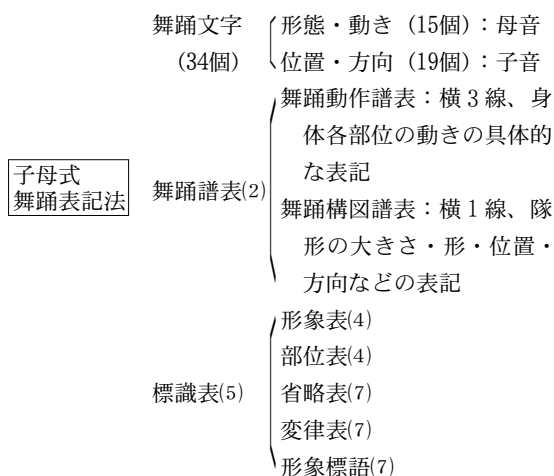 舞踊文字
(34個)
形態・動き (15個)：母音
位置・方向 (19個)：子音
子母式
舞踊表記法
舞踊譜表(2)
舞踊動作譜表：横3線、身
体各部位の動きの具体的
な表記
舞踊構図譜表：横1線、隊
形の大きさ・形・位置・
方向などの表記
標識表(5)
形象表(4)
部位表(4)
省略表(7)
変律表(7)
形象標語(7)